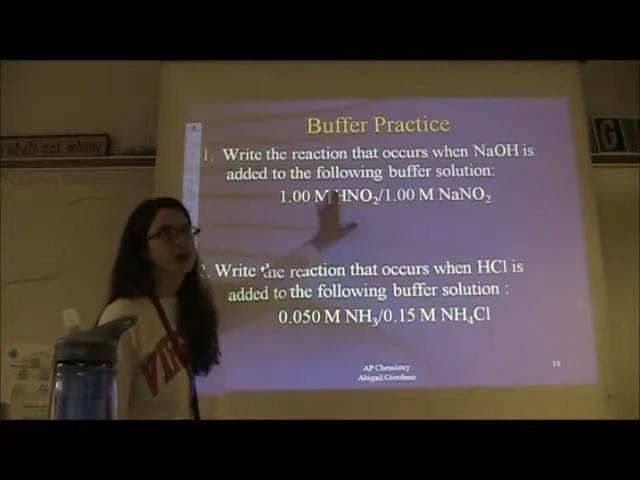 shalt not whine
Buffer Practice
1. Write the reaction that occurs when NaOH is
added to the following buffer solution:
1.00 M HNO₂/1.00 M NaNO₂
2. Write the reaction that occurs when HCl is
added to the following buffer solution :
0.050 M NH₃/0.15 M NH₄Cl
AP Chemistry
Abigail Giordano
10